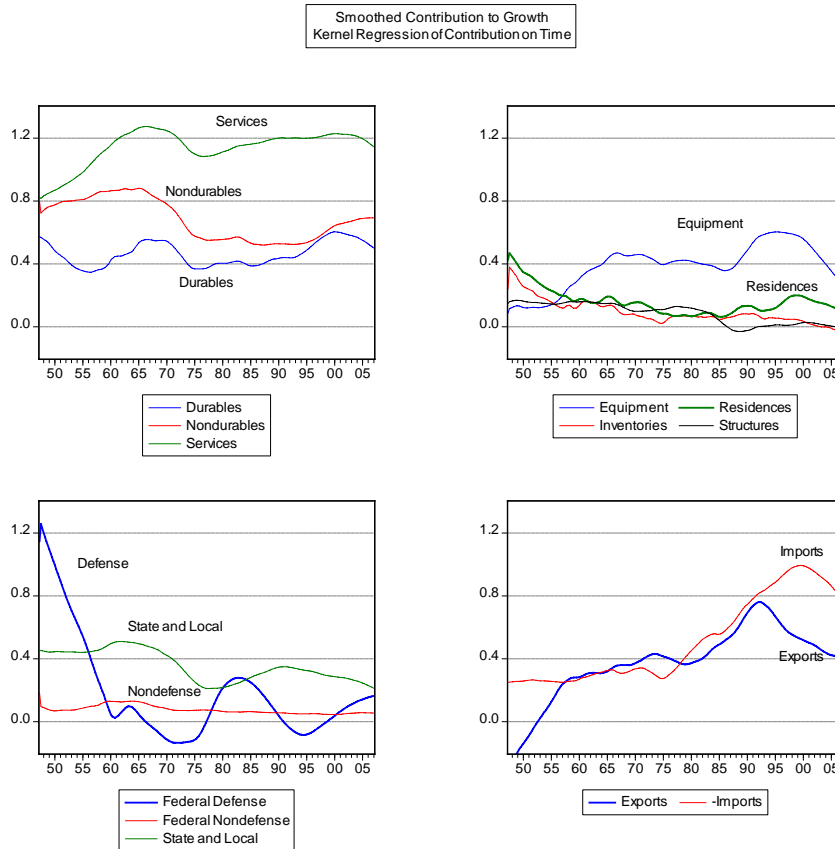 Smoothed Contribution to Growth
Kernel Regression of Contribution on Time
1.2
0.8
0.4
0.0
Services
Nondurables
Durables
50 55 60 65 70 75 80 85 90 95 00 05
Durables
Nondurables
Services
1.2
0.8
0.4
0.0
Equipment
Residences
50 55 60 65 70 75 80 85 90 95 00 05
Equipment Residences
Inventories Structures
1.2
0.8
0.4
0.0
Defense
State and Local
Nondefense
50 55 60 65 70 75 80 85 90 95 00 05
Federal Defense
Federal Nondefense
State and Local
1.2
0.8
0.4
0.0
Imports
Exports
50 55 60 65 70 75 80 85 90 95 00 05
Exports -Imports